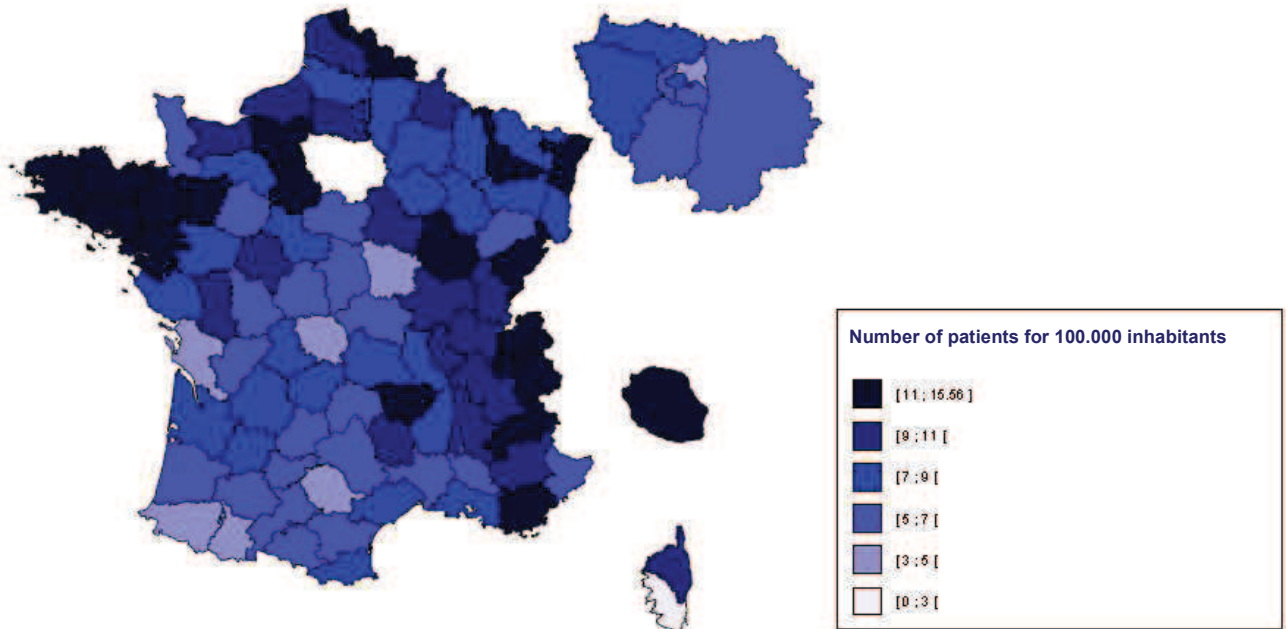 Number of patients for 100.000 inhabitants
[11 ; 15.56 ]
[9 ; 11 [
[7 ; 9 [
[5 ; 7 [
[3 ; 5 [
[0 ; 3 [